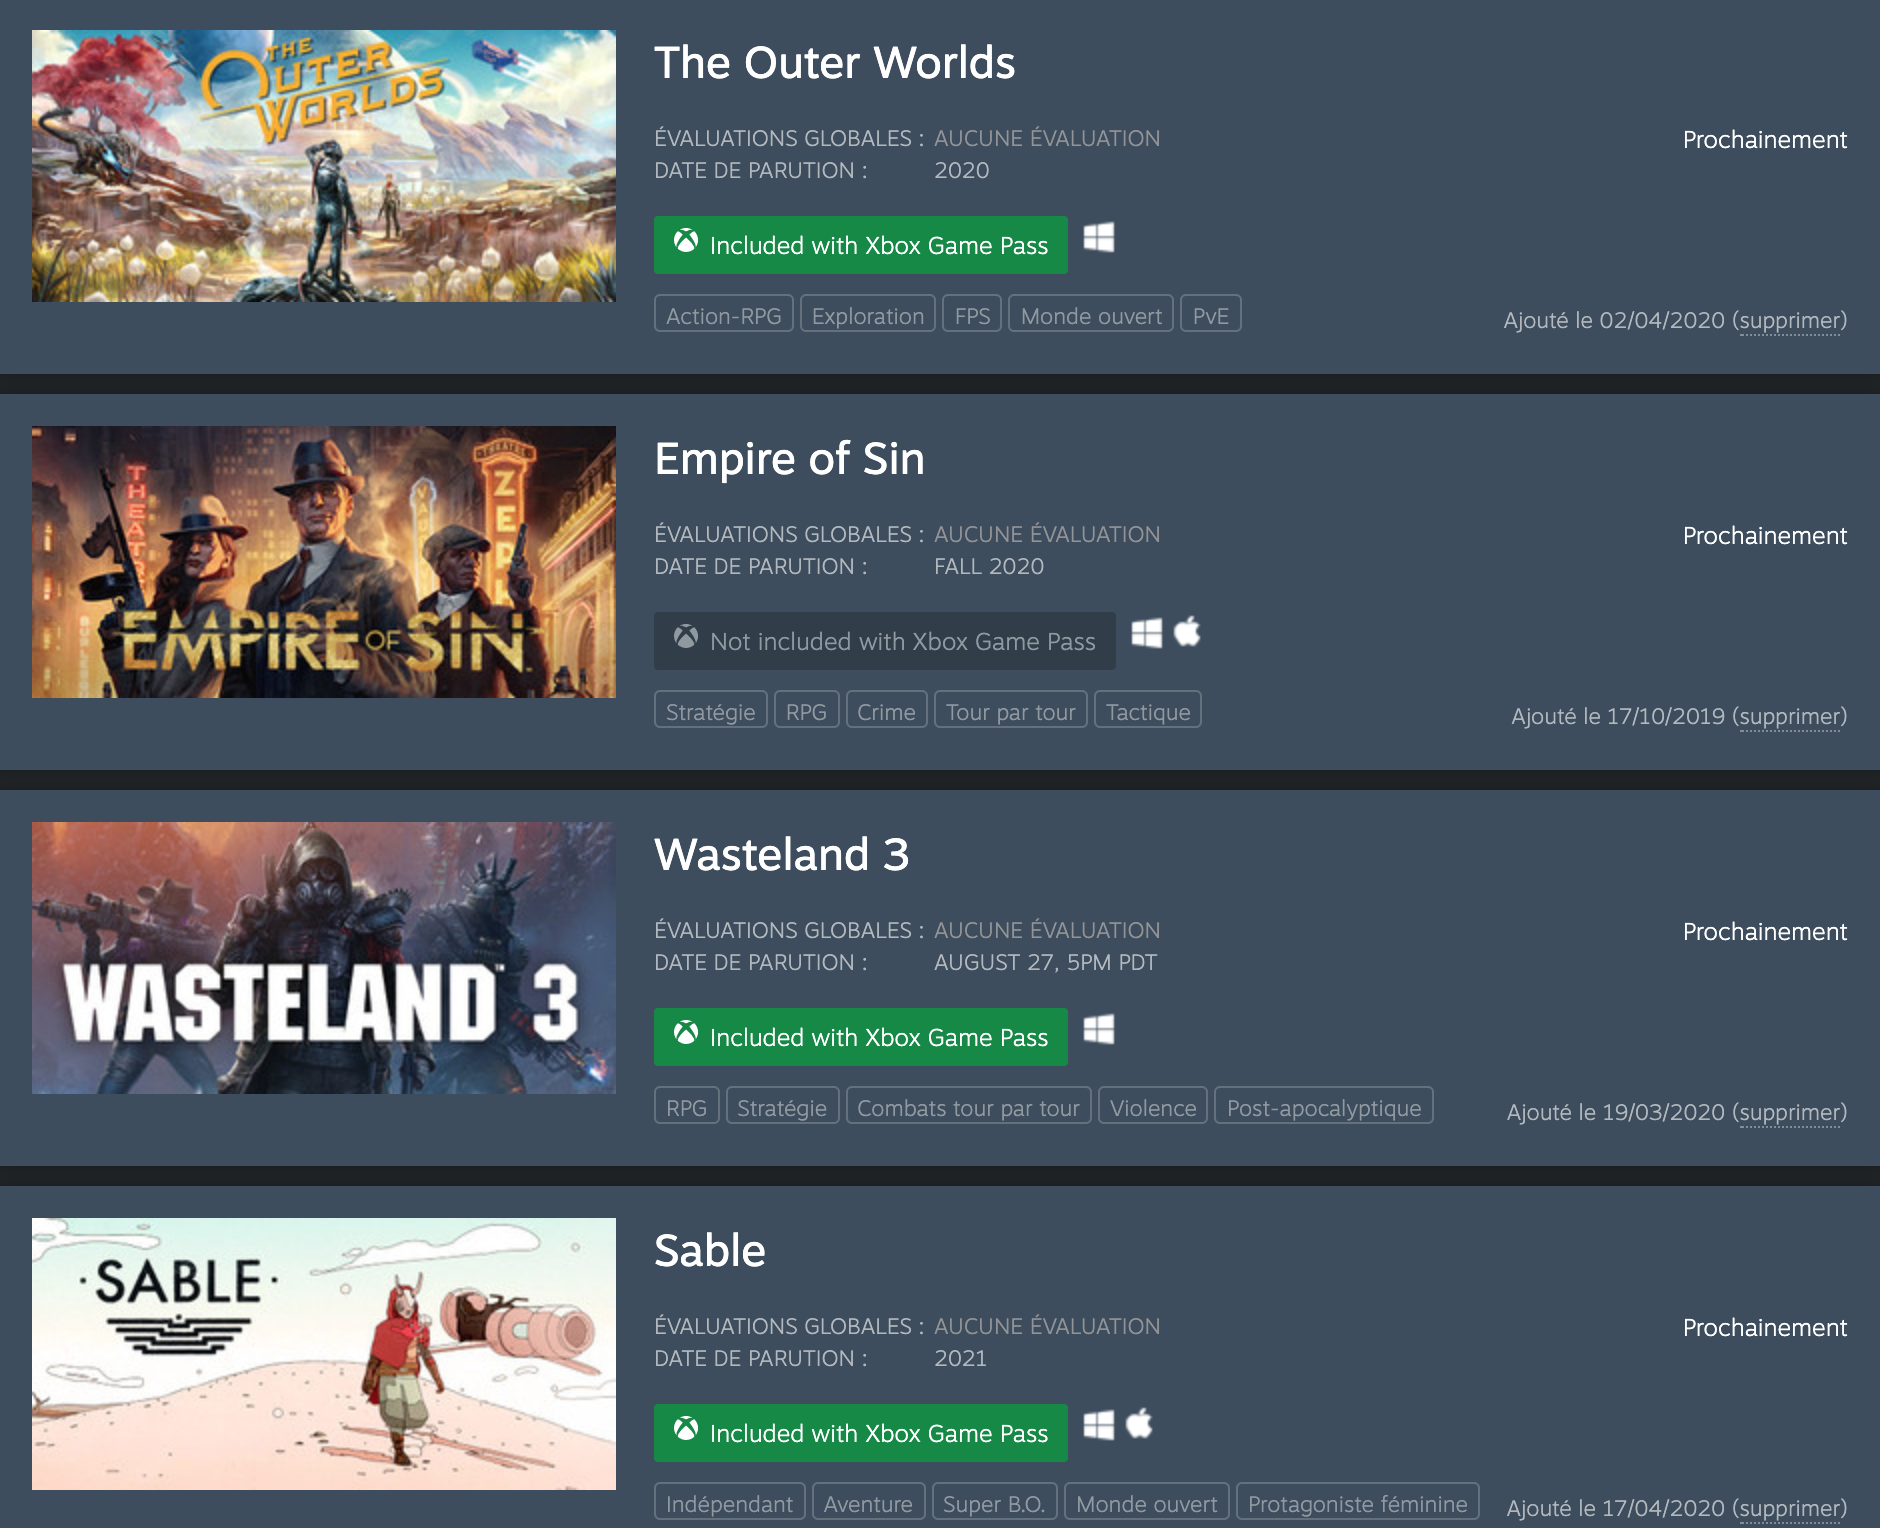 THE
OUTER
WORLDS
The Outer Worlds
ÉVALUATIONS GLOBALES : AUCUNE ÉVALUATION
Prochainement
DATE DE PARUTION : 2020
Included with Xbox Game Pass
Action-RPG Exploration FPS Monde ouvert PvE
Ajouté le 02/04/2020 (supprimer)
THEATRE
ZEPH
EMPIRE OF SIN
Empire of Sin
ÉVALUATIONS GLOBALES : AUCUNE ÉVALUATION
Prochainement
DATE DE PARUTION : FALL 2020
Not included with Xbox Game Pass
Stratégie RPG Crime Tour par tour Tactique
Ajouté le 17/10/2019 (supprimer)
WASTELAND 3
Wasteland 3
ÉVALUATIONS GLOBALES : AUCUNE ÉVALUATION
Prochainement
DATE DE PARUTION : AUGUST 27, 5PM PDT
Included with Xbox Game Pass
RPG Stratégie Combats tour par tour Violence Post-apocalyptique
Ajouté le 19/03/2020 (supprimer)
·SABLE·
Sable
ÉVALUATIONS GLOBALES : AUCUNE ÉVALUATION
Prochainement
DATE DE PARUTION : 2021
Included with Xbox Game Pass
Indépendant Aventure Super B.O. Monde ouvert Protagoniste féminine
Ajouté le 17/04/2020 (supprimer)